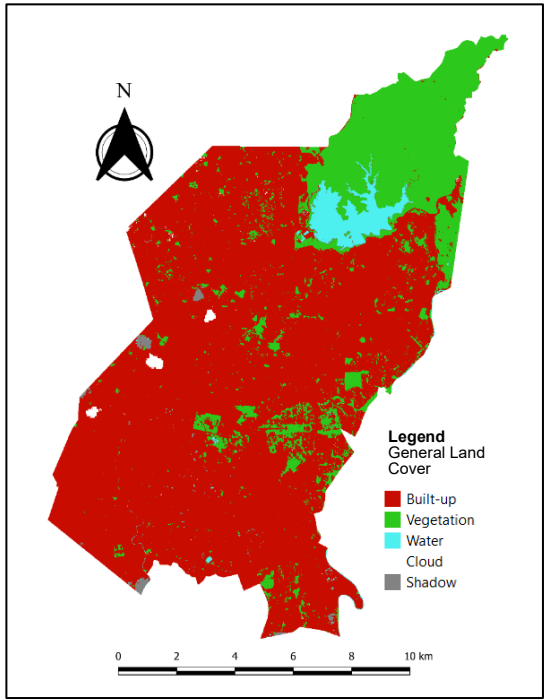 N
Legend
General Land
Cover
Built-up
Vegetation
Water
Cloud
Shadow
0 2 4 6 8 10 km